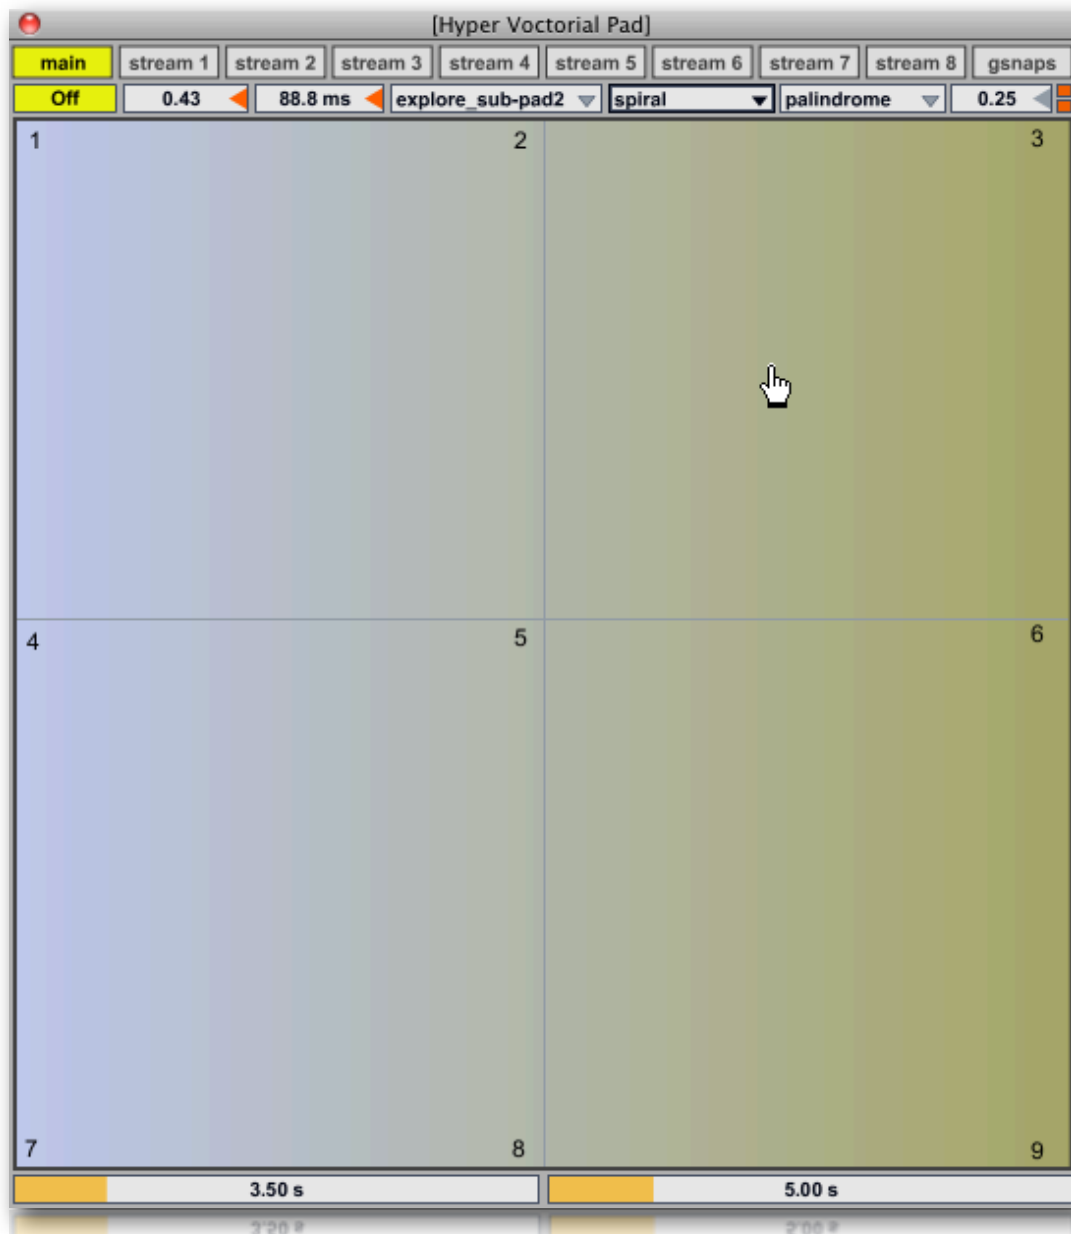 [Hyper Voctorial Pad]
main stream 1 stream 2 stream 3 stream 4 stream 5 stream 6 stream 7 stream 8 gsnaps
Off 0.43 88.8 ms explore_sub-pad2 spiral palindrome 0.25
1 2 3
4 5 6
7 8 9
3.50 s 5.00 s